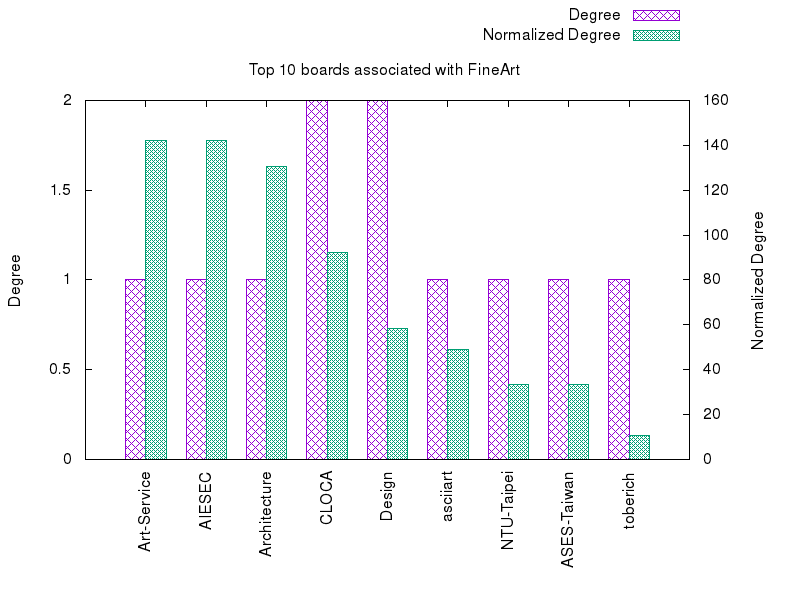 Degree
Normalized Degree
Top 10 boards associated with FineArt
2
1.5
1
0.5
0
160
140
120
100
80
60
40
20
0
Degree
Normalized Degree
Art-Service
AIESEC
Architecture
CLOCA
Design
asciiart
NTU-Taipei
ASES-Taiwan
toberich